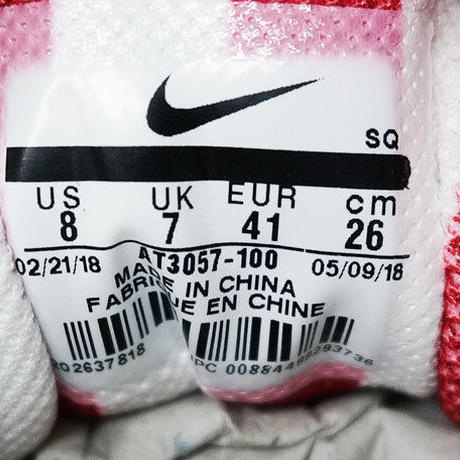 SQ
US UK EUR cm
8 7 41 26
02/21/18 AT3057-100 05/09/18
MADE IN CHINA
EN CHINE
02637818